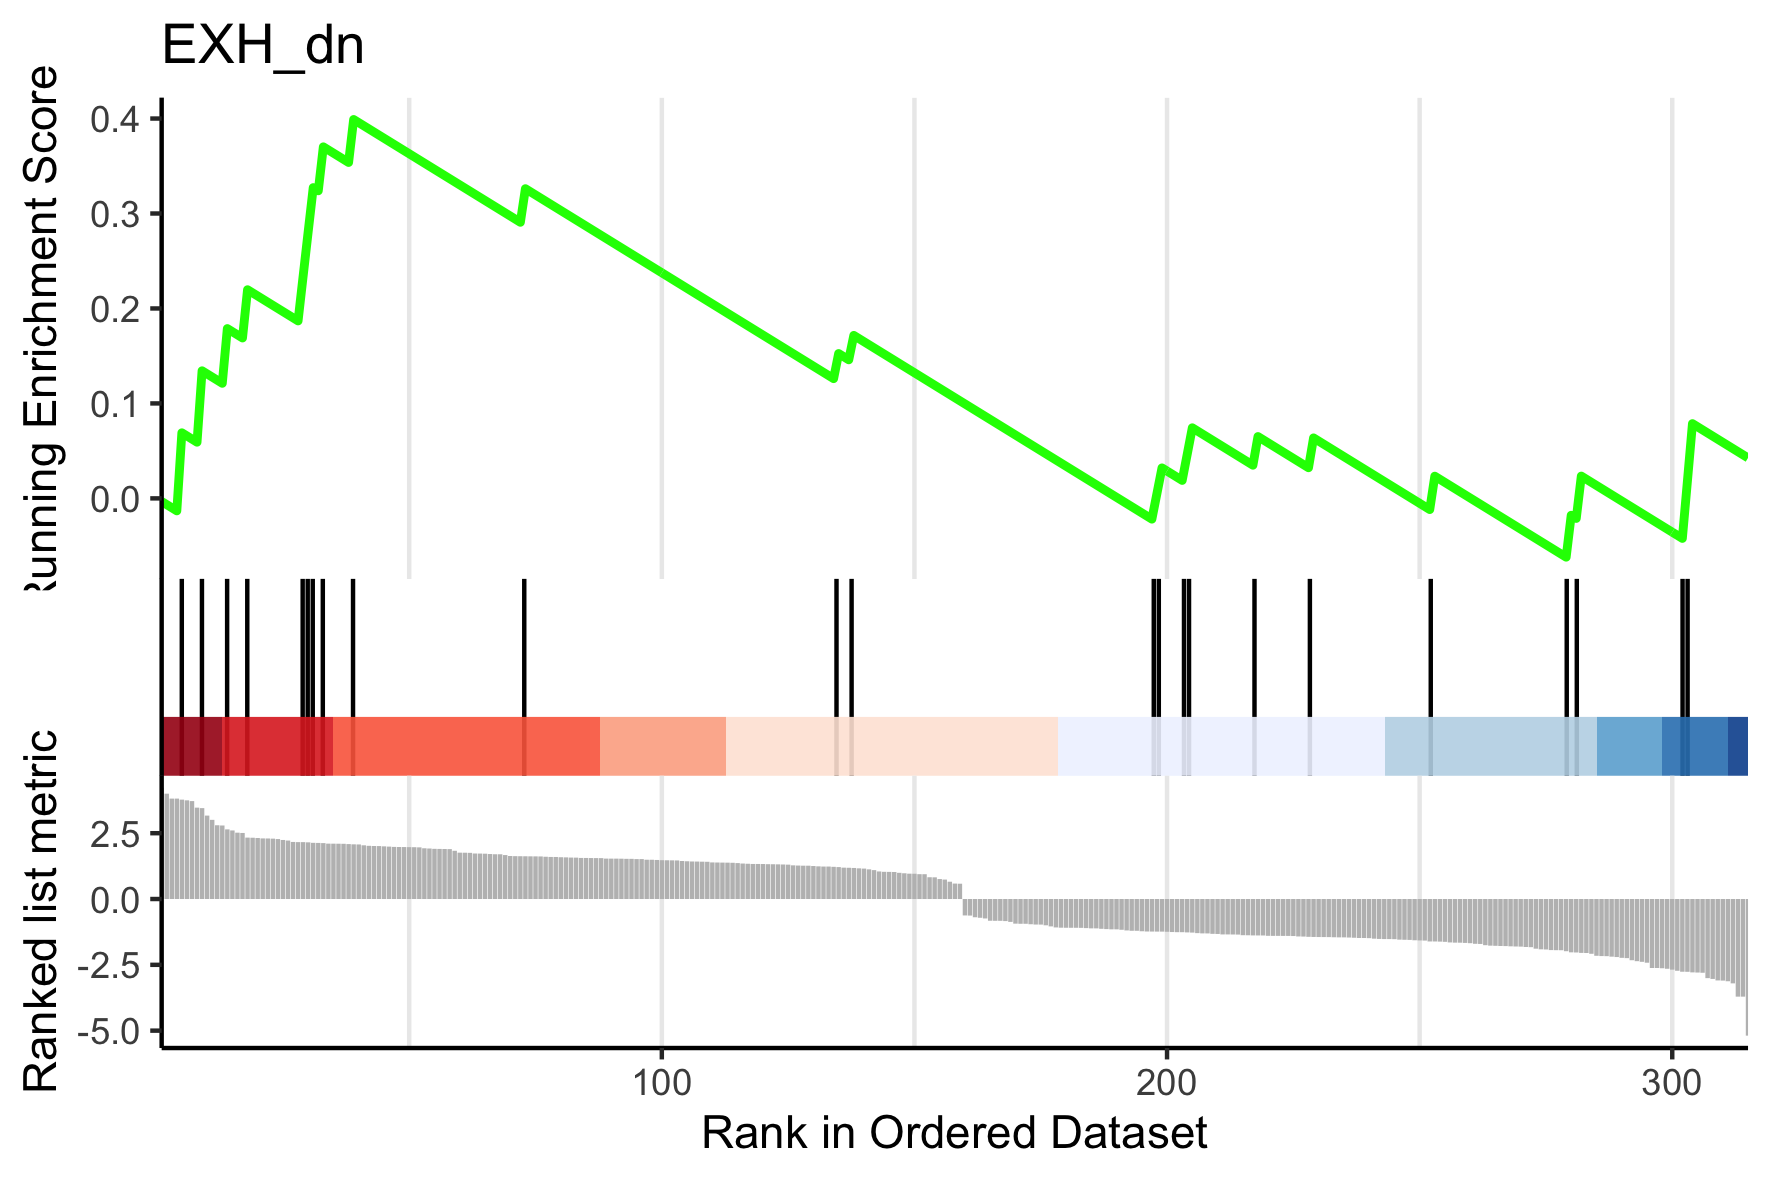 EXH_dn
Running Enrichment Score
0.4
0.3
0.2
0.1
0.0
Ranked list metric
2.5
0.0
-2.5
-5.0
100 200 300
Rank in Ordered Dataset